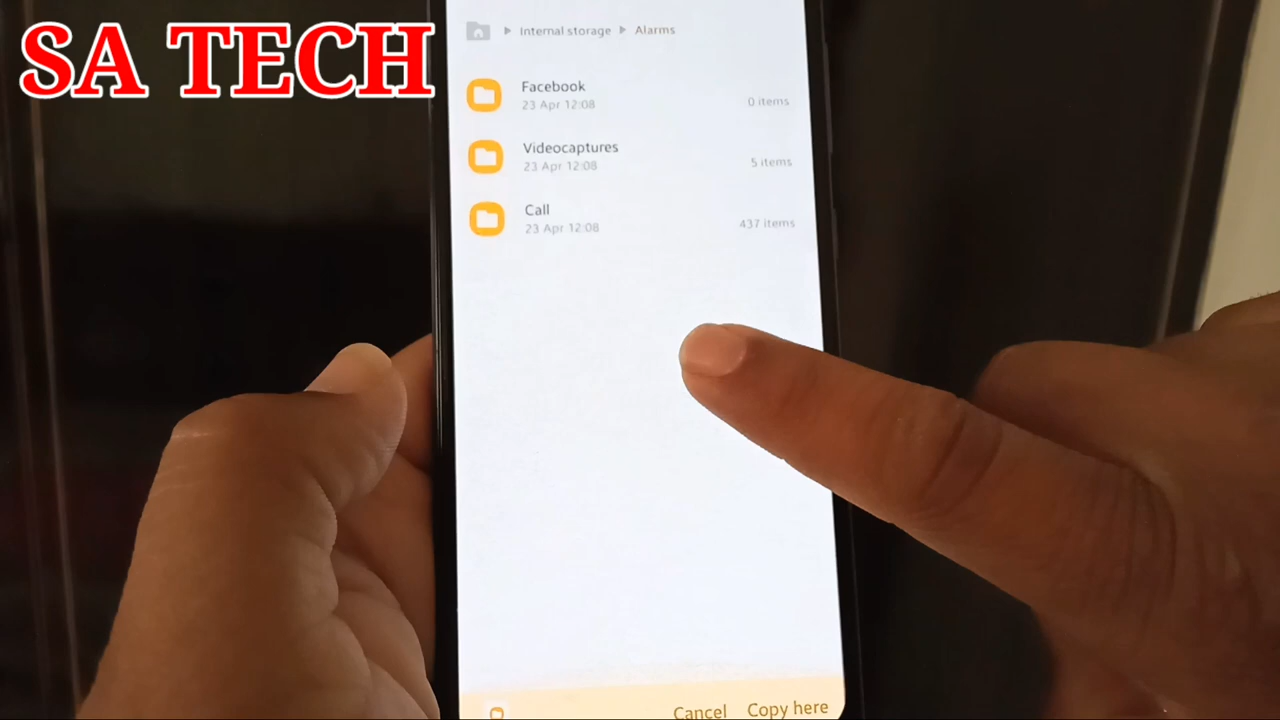 SA TECH
Internal storage Alarms
Facebook
23 Apr 12:08
0 items
Videocaptures
23 Apr 12:08
5 items
Call
23 Apr 12:08
437 items
Cancel Copy here